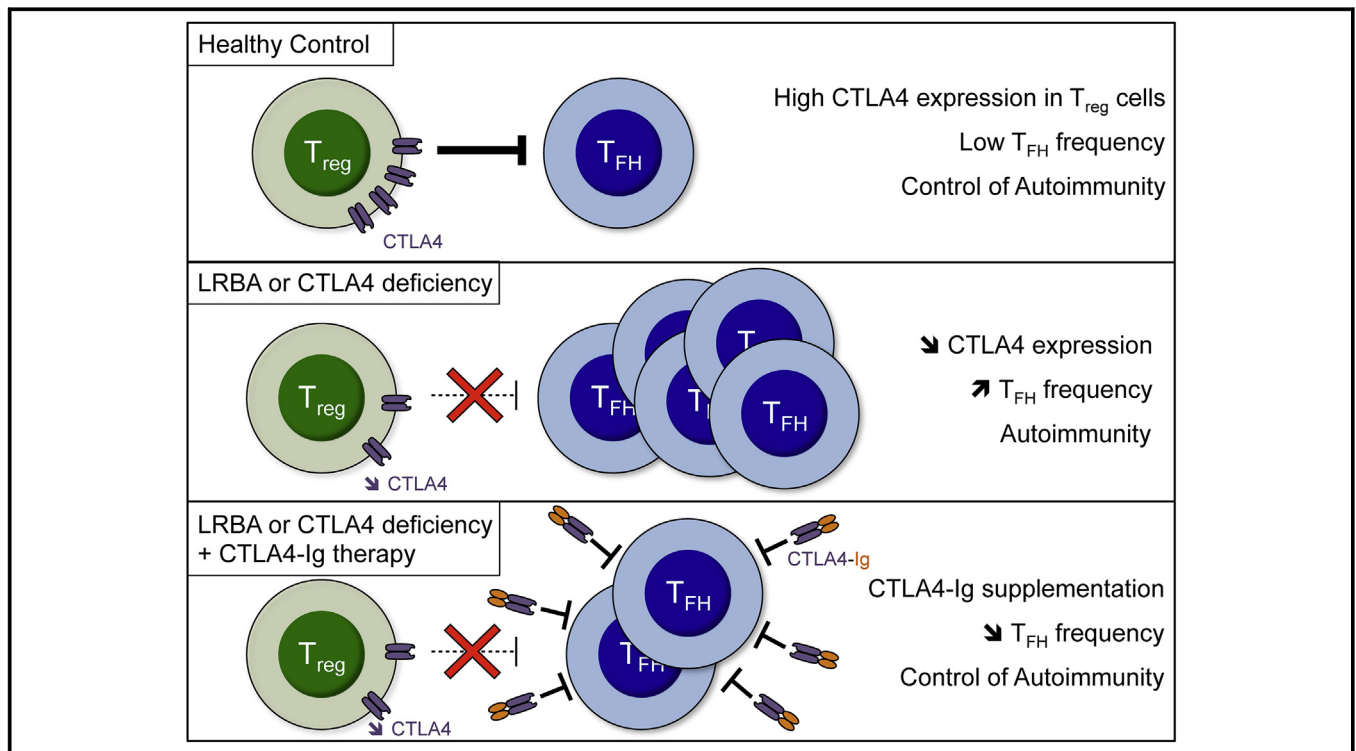 Healthy Control
Treg
TFH
CTLA4
High CTLA4 expression in Treg cells
Low TFH frequency
Control of Autoimmunity
LRBA or CTLA4 deficiency
Treg
↘ CTLA4
TFH
T
T
TFH
↘ CTLA4 expression
↗ TFH frequency
Autoimmunity
LRBA or CTLA4 deficiency
+ CTLA4-Ig therapy
Treg
↘ CTLA4
TFH
TFH
CTLA4-Ig
CTLA4-Ig supplementation
↘ TFH frequency
Control of Autoimmunity